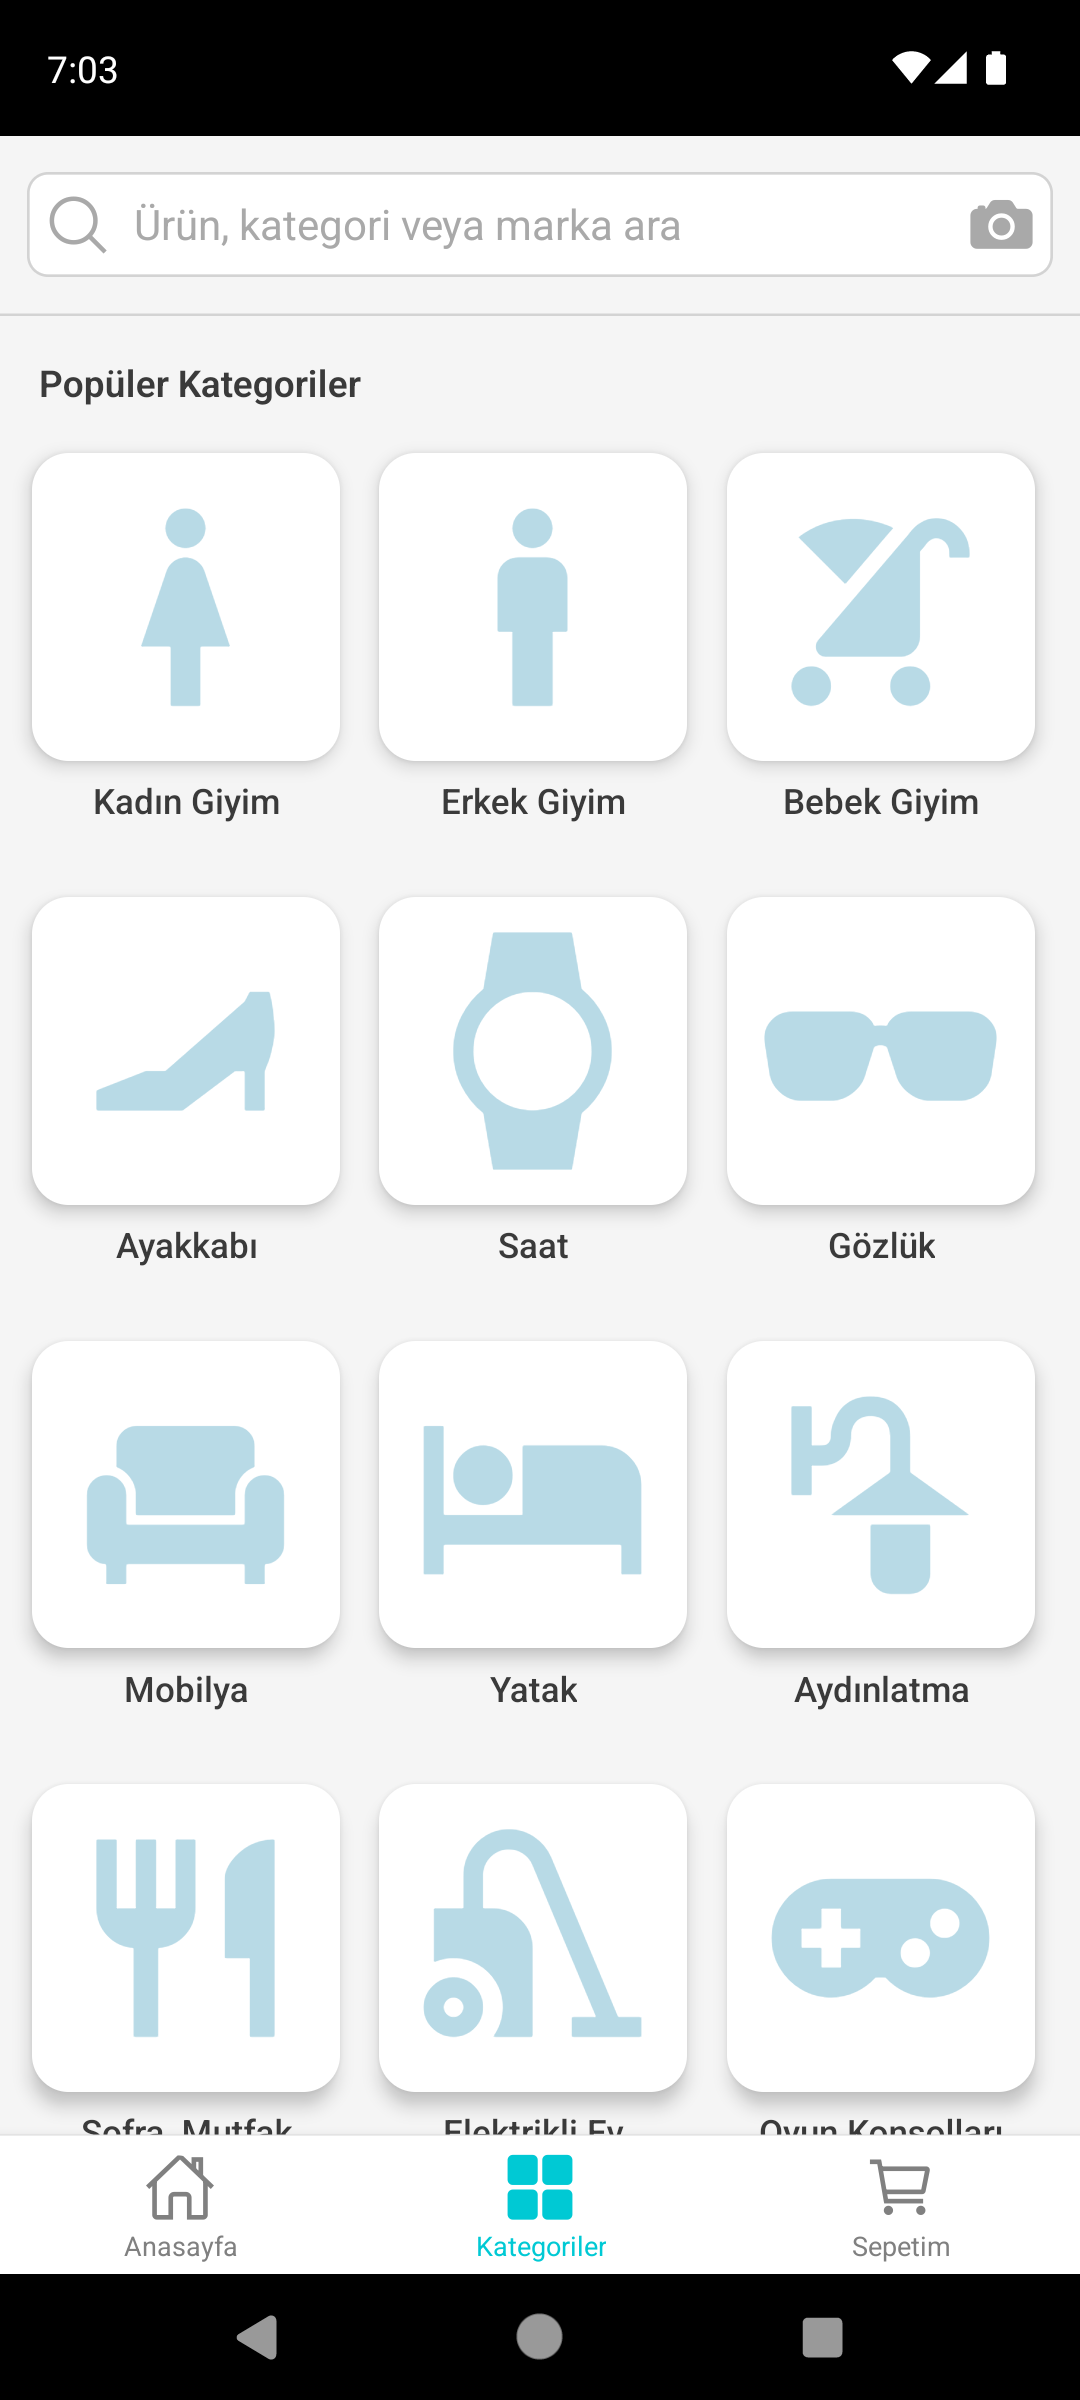 7:03
Ürün, kategori veya marka ara
Popüler Kategoriler
Kadın Giyim
Erkek Giyim
Bebek Giyim
Ayakkabı
Saat
Gözlük
Mobilya
Yatak
Aydınlatma
Sofra, Mutfak
Elektrikli Ev
Oyun Konsolları
Anasayfa
Kategoriler
Sepetim